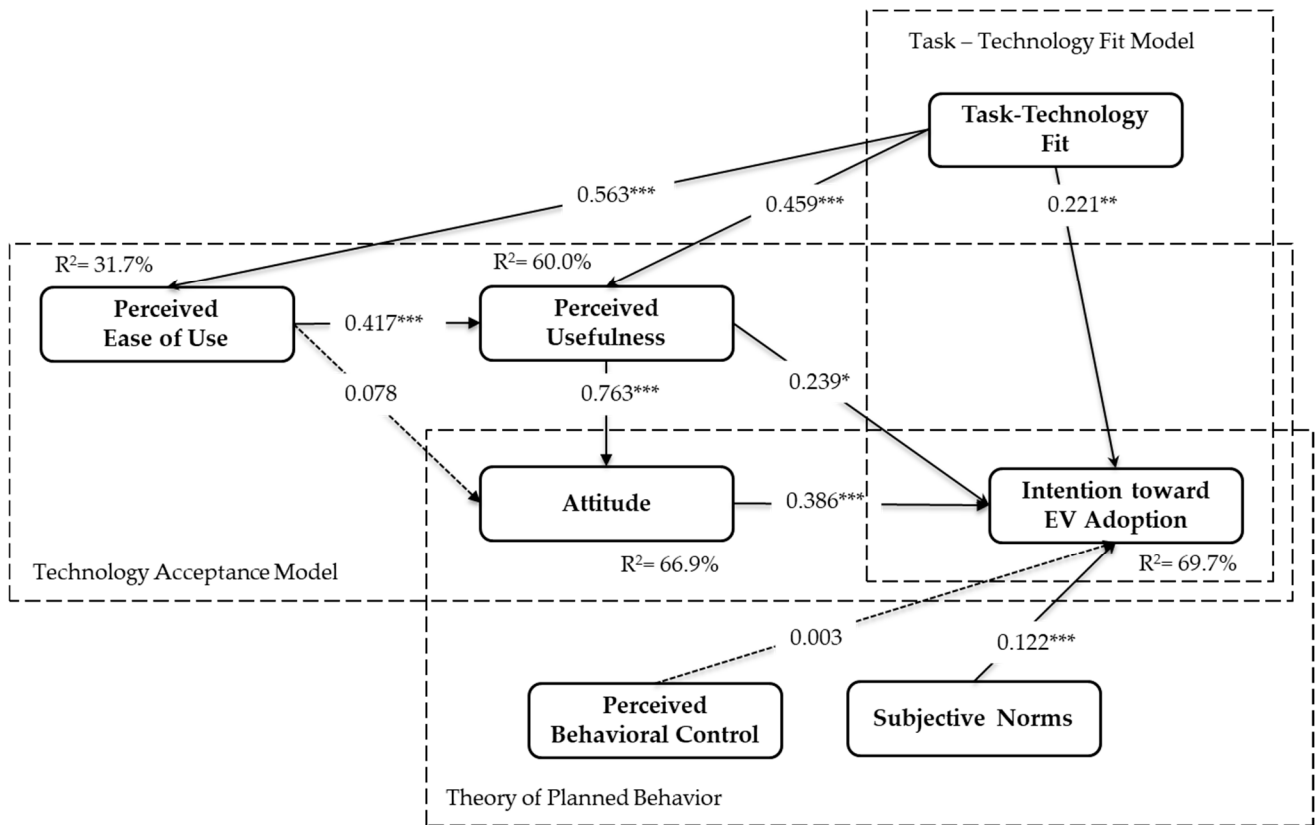 Task – Technology Fit Model
Task-Technology
Fit
0.563***
0.459***
0.221**
R²= 31.7%
R²= 60.0%
Perceived
Ease of Use
0.417***
Perceived
Usefulness
0.078
0.763***
0.239*
Attitude
0.386***
Intention toward
EV Adoption
R²= 66.9%
R²= 69.7%
Technology Acceptance Model
0.003
0.122***
Perceived
Behavioral Control
Subjective Norms
Theory of Planned Behavior